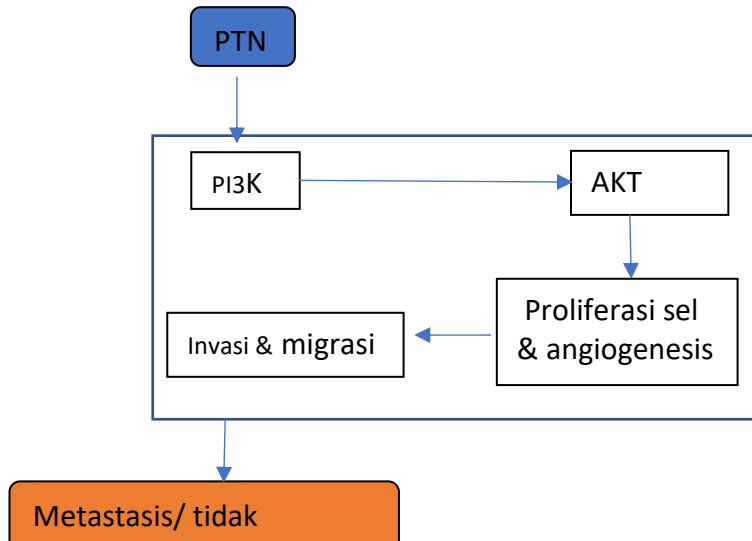 PTN
PI3K
AKT
Proliferasi sel
& angiogenesis
Invasi & migrasi
Metastasis/ tidak